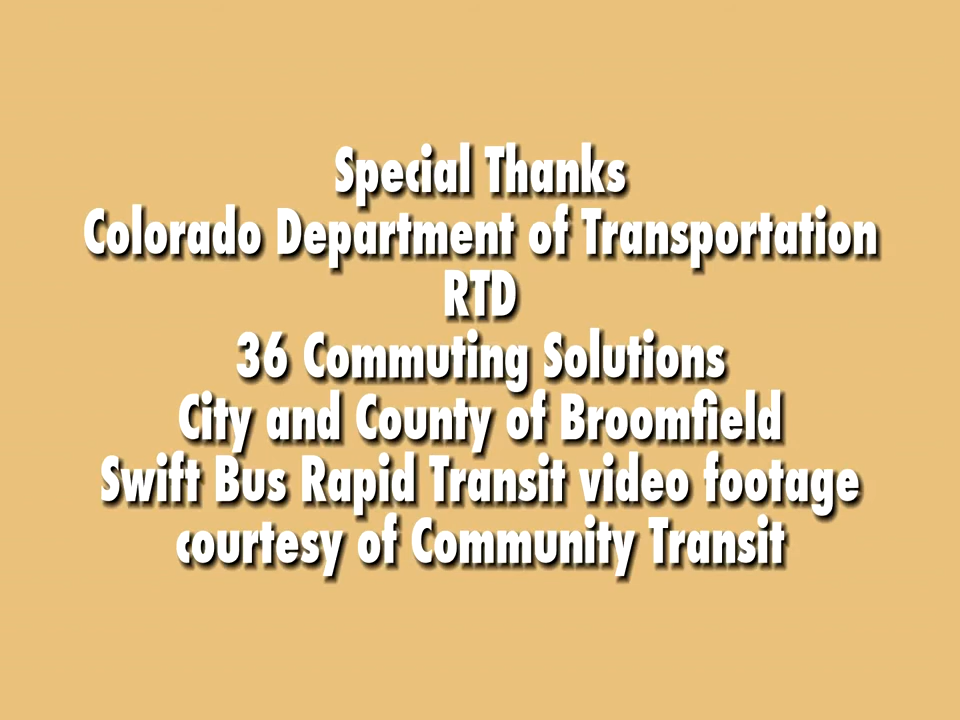 Special Thanks
Colorado Department of Transportation
RTD
36 Commuting Solutions
City and County of Broomfield
Swift Bus Rapid Transit video footage
courtesy of Community Transit